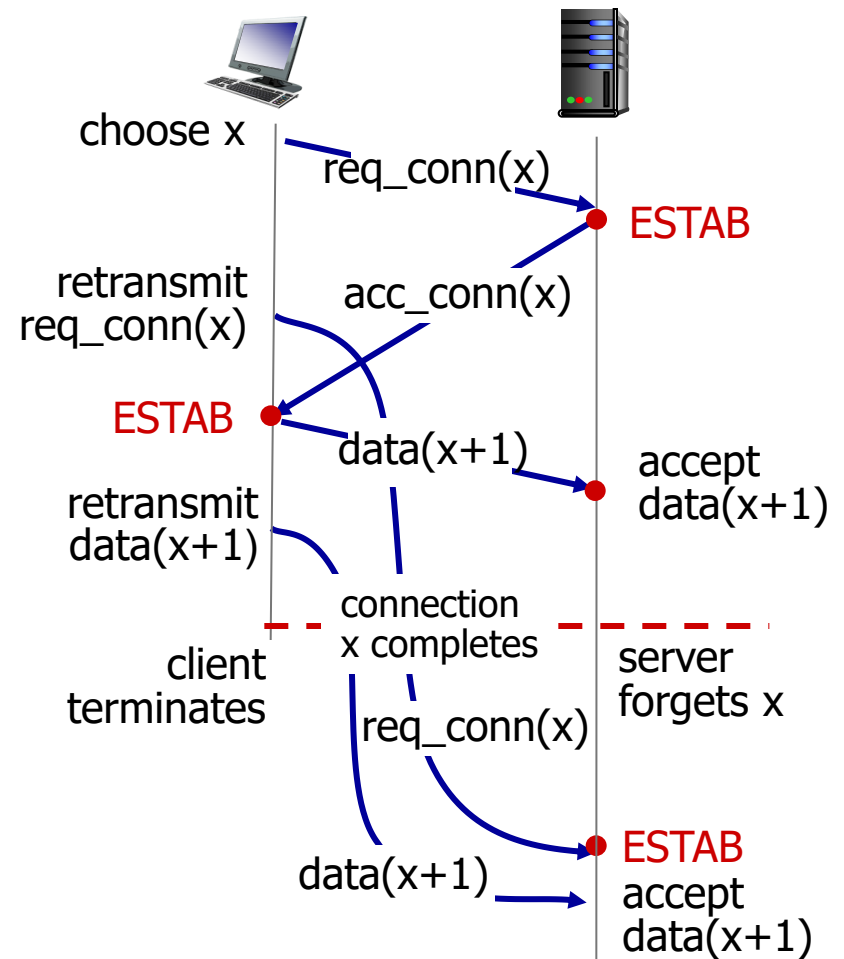 choose x
req_conn(x)
ESTAB
retransmit
req_conn(x)
acc_conn(x)
ESTAB
data(x+1)
accept
data(x+1)
retransmit
data(x+1)
connection
x completes
client
terminates
server
forgets x
req_conn(x)
ESTAB
data(x+1)
accept
data(x+1)